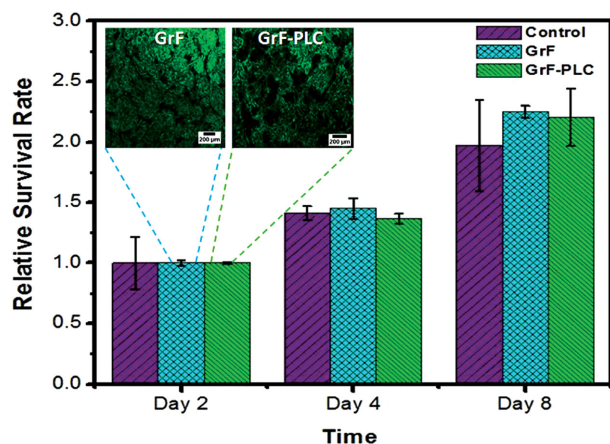 GrF
GrF-PLC
200 µm
200 µm
Control
GrF
GrF-PLC
Relative Survival Rate
3.0
2.5
2.0
1.5
1.0
0.5
0.0
Day 2
Day 4
Day 8
Time